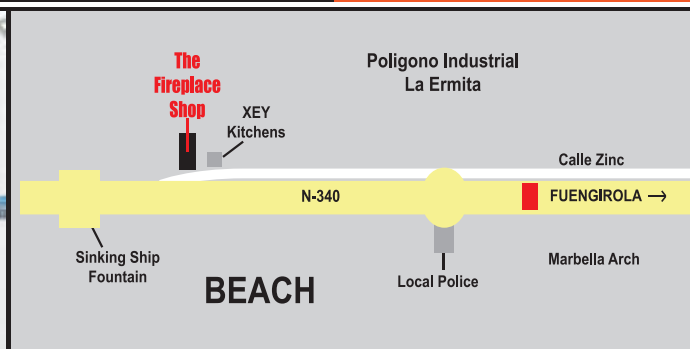 The
Fireplace
Shop
XEY
Kitchens
Poligono Industrial
La Ermita
Calle Zinc
N-340
FUENGIROLA →
Sinking Ship
Fountain
BEACH
Local Police
Marbella Arch